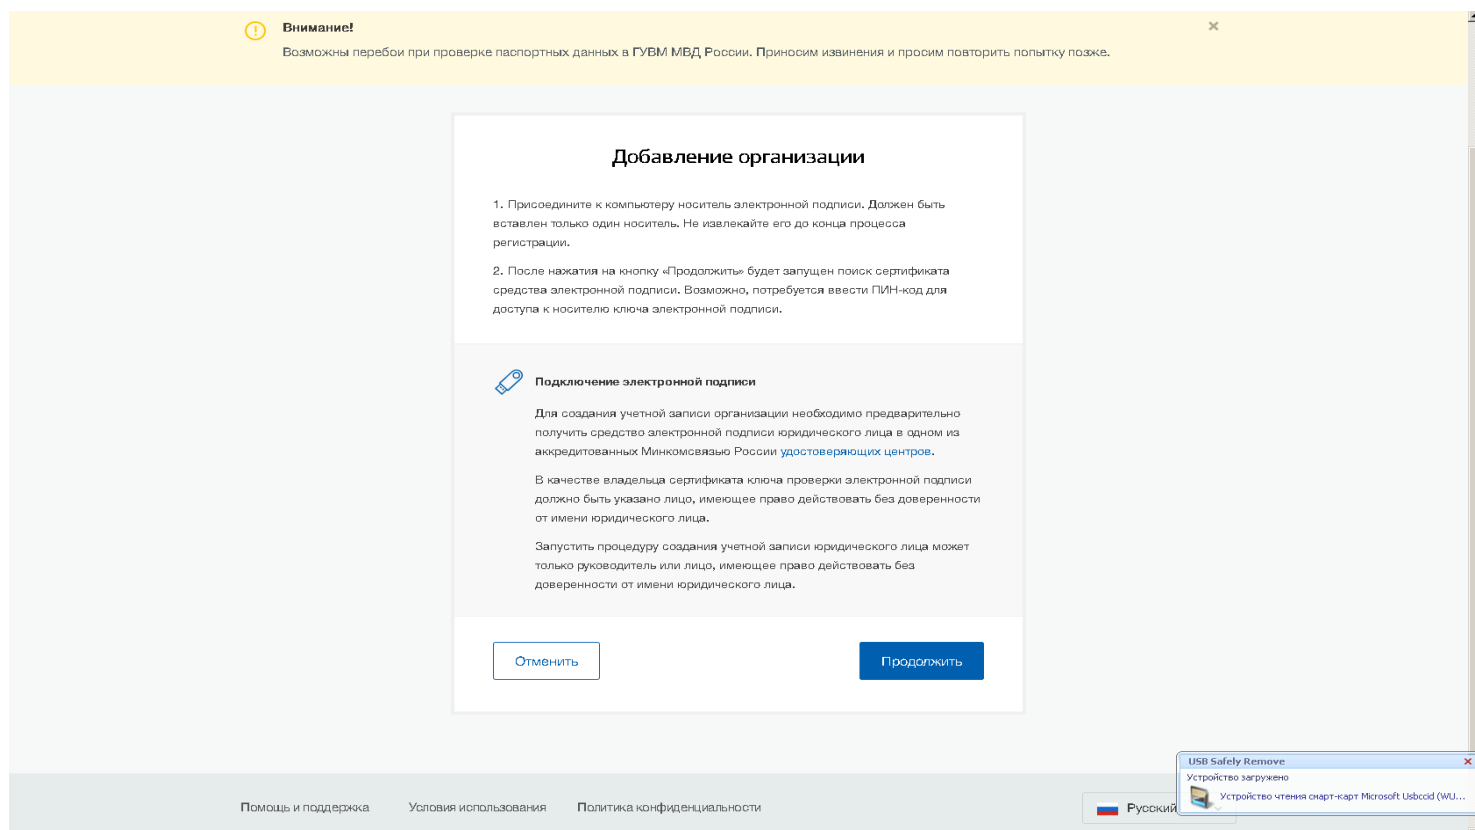 Внимание!
Возможны перебои при проверке паспортных данных в ГУВМ МВД России. Приносим извинения и просим повторить попытку позже.
Добавление организации
1. Присоедините к компьютеру носитель электронной подписи. Должен быть
вставлен только один носитель. Не извлекайте его до конца процесса
регистрации.
2. После нажатия на кнопку «Продолжить» будет запущен поиск сертификата
средства электронной подписи. Возможно, потребуется ввести ПИН-код для
доступа к носителю ключа электронной подписи.
Подключение электронной подписи
Для создания учетной записи организации необходимо предварительно
получить средство электронной подписи юридического лица в одном из
аккредитованных Минкомсвязью России удостоверяющих центров.
В качестве владельца сертификата ключа проверки электронной подписи
должно быть указано лицо, имеющее право действовать без доверенности
от имени юридического лица.
Запустить процедуру создания учетной записи юридического лица может
только руководитель или лицо, имеющее право действовать без
доверенности от имени юридического лица.
Отменить
Продолжить
USB Safely Remove
Устройство загружено
Устройство чтения смарт-карт Microsoft Usbccid (WU...
Помощь и поддержка
Условия использования
Политика конфиденциальности
Русский